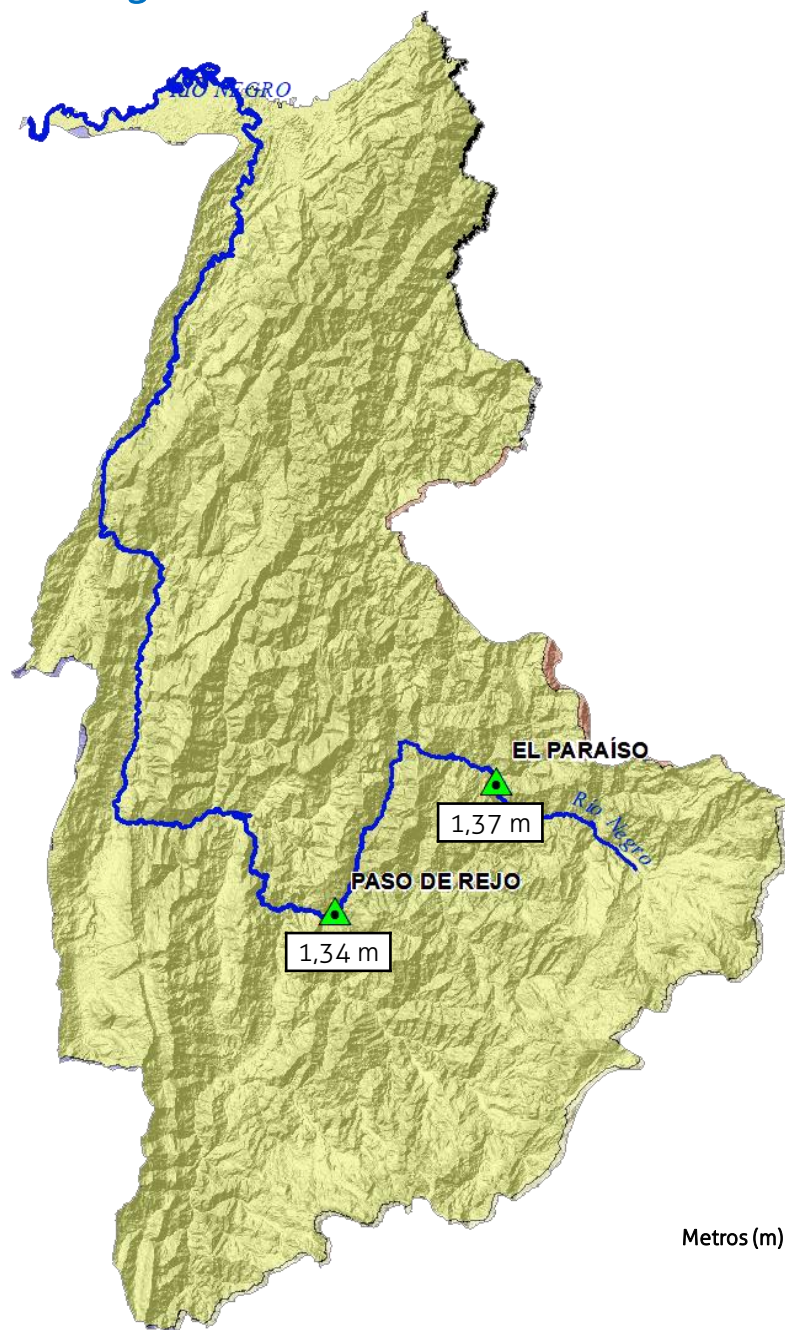 RÍO NEGRO
EL PARAÍSO
1,37 m
Río Negro
PASO DE REJO
1,34 m
Metros (m)